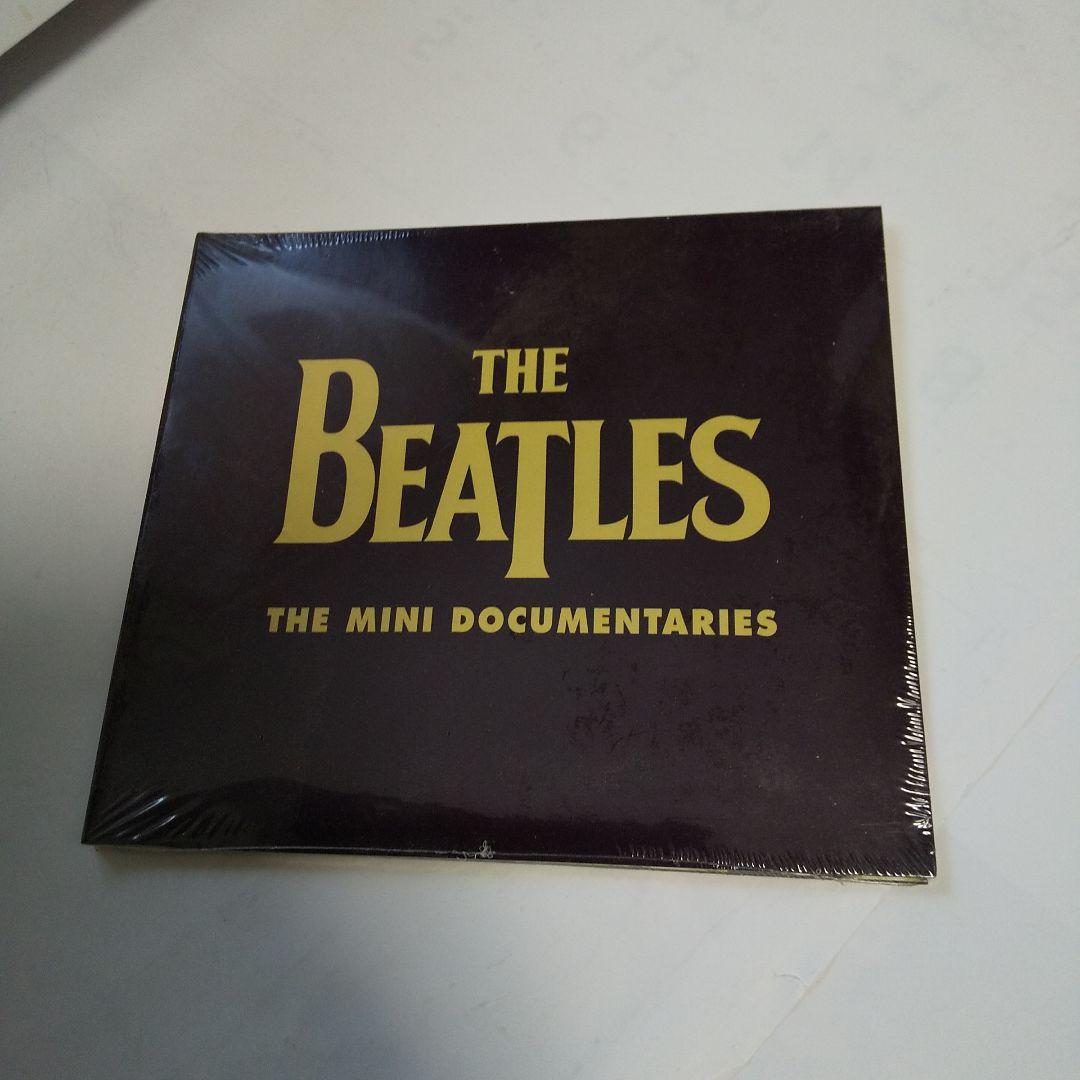 THE
BEATLES
THE MINI DOCUMENTARIES